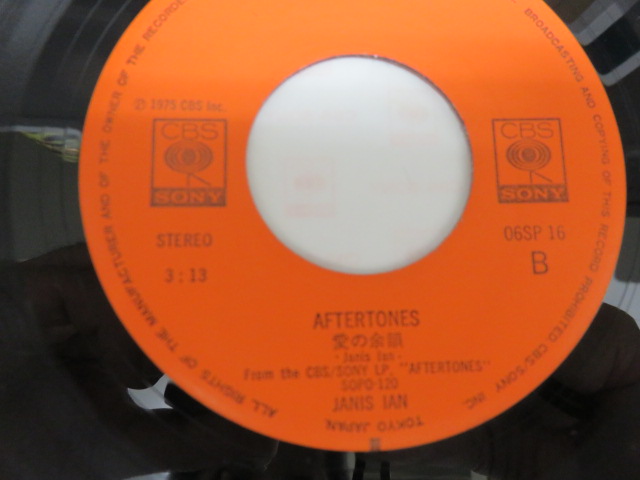 ALL RIGHTS OF THE MANUFACTURER AND OF THE OWNER OF THE RECORDED
BROADCASTING AND COPYING OF THIS RECORD PROHIBITED CBS/SONY INC.
TOKYO JAPAN.
℗ 1975 CBS Inc.
CBS
SONY
CBS
SONY
STEREO
3:13
06SP 16
B
AFTERTONES
愛の余韻
- Janis Ian -
From the CBS/SONY LP, "AFTERTONES"
SOPO-120
JANIS IAN